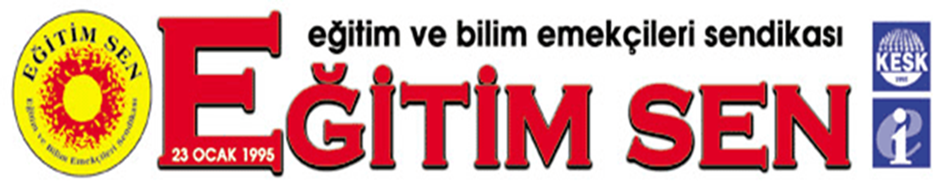 EĞİTİM SEN
Eğitim ve Bilim Emekçileri Sendikası
eğitim ve bilim emekçileri sendikası
EĞİTİM SEN
23 OCAK 1995
KESK
1995
e i